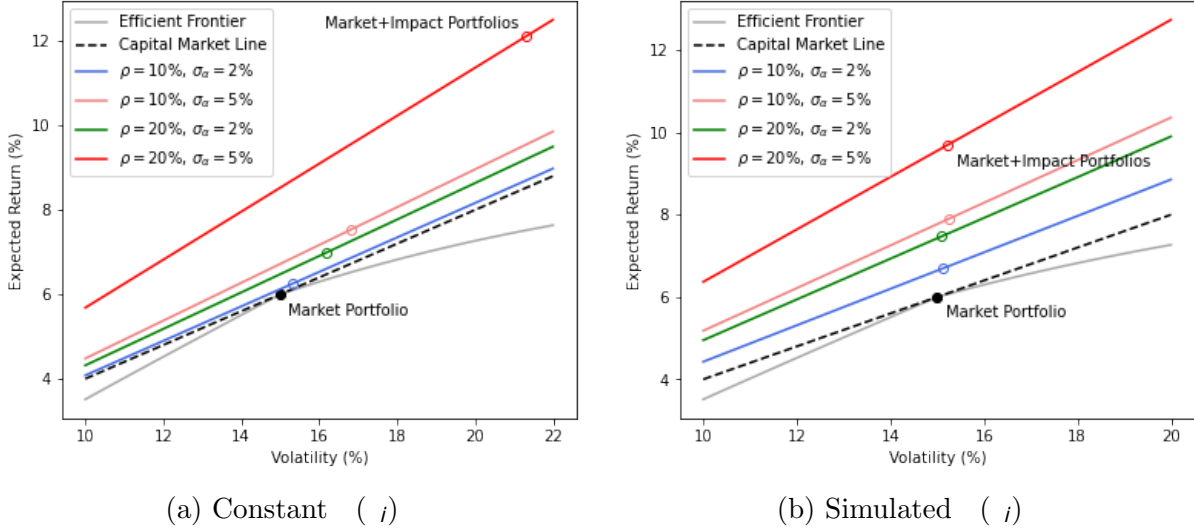 Efficient Frontier
Capital Market Line
ρ = 10%, σα = 2%
ρ = 10%, σα = 5%
ρ = 20%, σα = 2%
ρ = 20%, σα = 5%
Market+Impact Portfolios
Market Portfolio
Expected Return (%)
12
10
8
6
4
10
12
14
16
18
20
22
Volatility (%)
(a) Constant ( i)
Efficient Frontier
Capital Market Line
ρ = 10%, σα = 2%
ρ = 10%, σα = 5%
ρ = 20%, σα = 2%
ρ = 20%, σα = 5%
Market+Impact Portfolios
Market Portfolio
Expected Return (%)
12
10
8
6
4
10
12
14
16
18
20
Volatility (%)
(b) Simulated ( i)